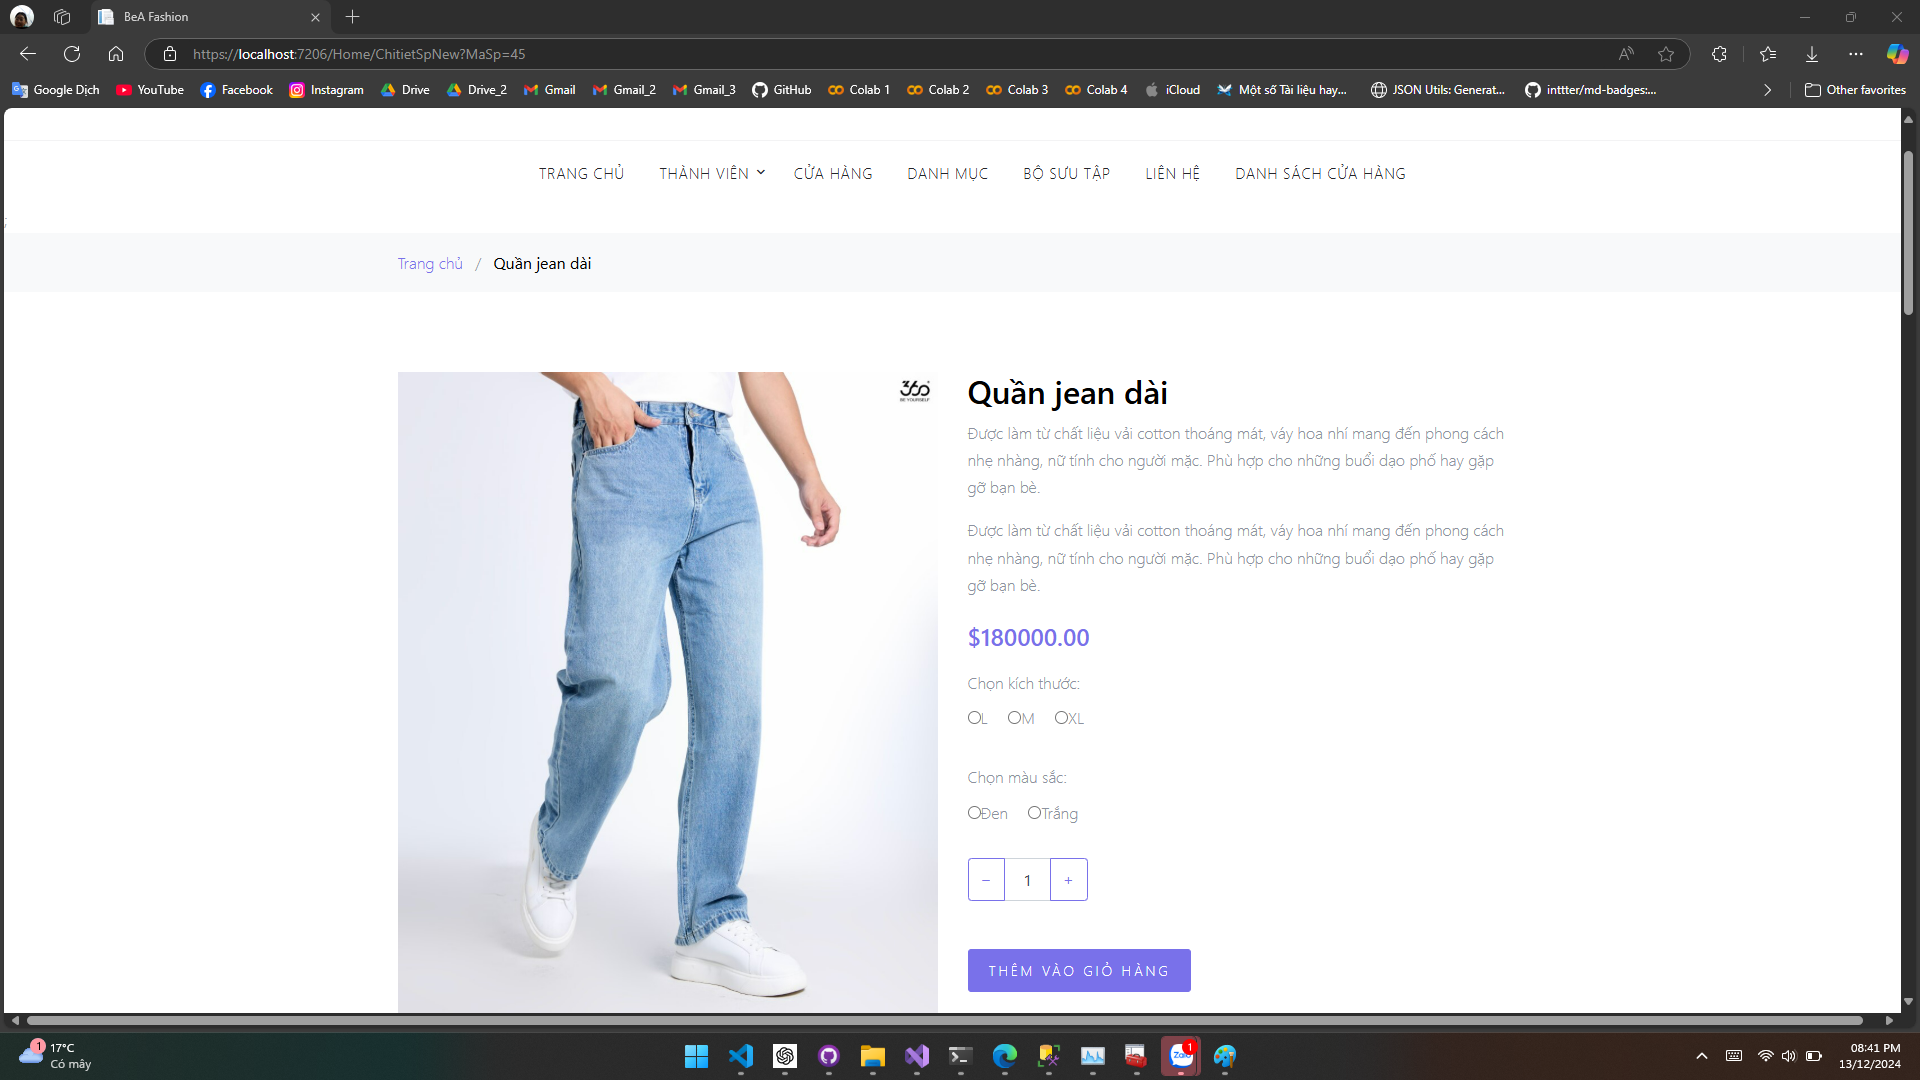 BeA Fashion
https://localhost:7206/Home/ChitietSpNew?MaSp=45
Google Dịch
YouTube
Facebook
Instagram
Drive
Drive_2
Gmail
Gmail_2
Gmail_3
GitHub
Colab 1
Colab 2
Colab 3
Colab 4
iCloud
Một số Tài liệu hay...
JSON Utils: Generat...
inttter/md-badges:...
Other favorites
TRANG CHỦ
THÀNH VIÊN
CỬA HÀNG
DANH MỤC
BỘ SƯU TẬP
LIÊN HỆ
DANH SÁCH CỬA HÀNG
;
Trang chủ / Quần jean dài
360
BE YOURSELF
Quần jean dài
Được làm từ chất liệu vải cotton thoáng mát, váy hoa nhí mang đến phong cách
nhẹ nhàng, nữ tính cho người mặc. Phù hợp cho những buổi dạo phố hay gặp
gỡ bạn bè.
Được làm từ chất liệu vải cotton thoáng mát, váy hoa nhí mang đến phong cách
nhẹ nhàng, nữ tính cho người mặc. Phù hợp cho những buổi dạo phố hay gặp
gỡ bạn bè.
$180000.00
Chọn kích thước:
L M XL
Chọn màu sắc:
Đen Trắng
− 1 +
THÊM VÀO GIỎ HÀNG
1
17°C
Có mây
Zalo
1
08:41 PM
13/12/2024